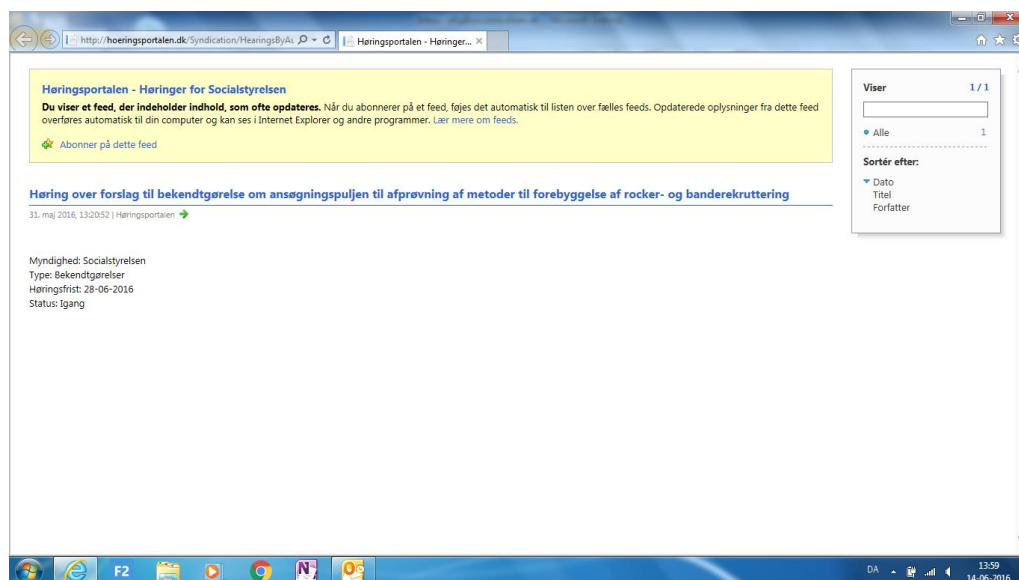 http://hoeringsportalen.dk/Syndication/HearingsByAu
Høringsportalen - Høringer...
Høringsportalen - Høringer for Socialstyrelsen
Du viser et feed, der indeholder indhold, som ofte opdateres. Når du abonnerer på et feed, føjes det automatisk til listen over fælles feeds. Opdaterede oplysninger fra dette feed
overføres automatisk til din computer og kan ses i Internet Explorer og andre programmer. Lær mere om feeds.
Abonner på dette feed
Høring over forslag til bekendtgørelse om ansøgningspuljen til afprøvning af metoder til forebyggelse af rocker- og banderekruttering
31. maj 2016, 13:20:52 | Høringsportalen
Myndighed: Socialstyrelsen
Type: Bekendtgørelser
Høringsfrist: 28-06-2016
Status: Igang
Viser 1 / 1
Alle 1
Sortér efter:
Dato
Titel
Forfatter
F2
N
DA
13:59
14-06-2016